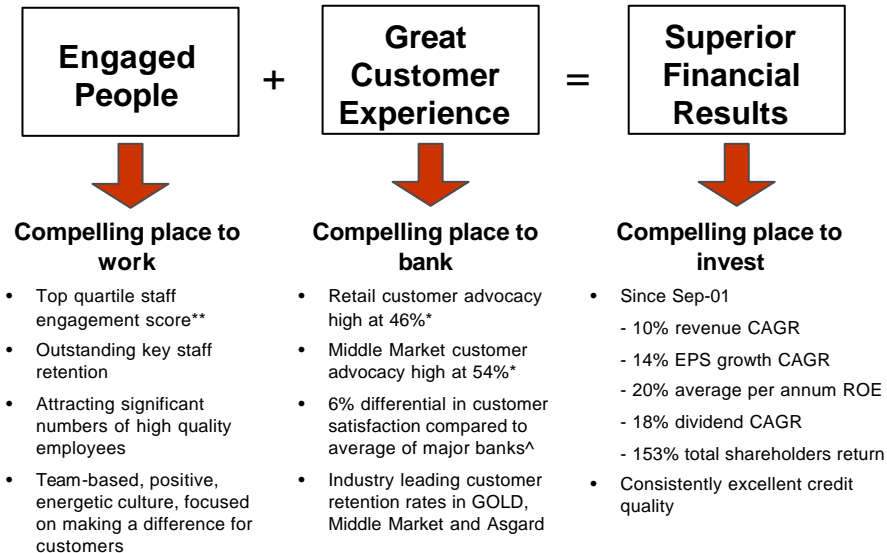 Engaged
People
+
Great
Customer
Experience
=
Superior
Financial
Results
Compelling place to
work
• Top quartile staff
engagement score**
• Outstanding key staff
retention
• Attracting significant
numbers of high quality
employees
• Team-based, positive,
energetic culture, focused
on making a difference for
customers
Compelling place to
bank
• Retail customer advocacy
high at 46%*
• Middle Market customer
advocacy high at 54%*
• 6% differential in customer
satisfaction compared to
average of major banks^
• Industry leading customer
retention rates in GOLD,
Middle Market and Asgard
Compelling place to
invest
• Since Sep-01
- 10% revenue CAGR
- 14% EPS growth CAGR
- 20% average per annum ROE
- 18% dividend CAGR
- 153% total shareholders return
• Consistently excellent credit
quality